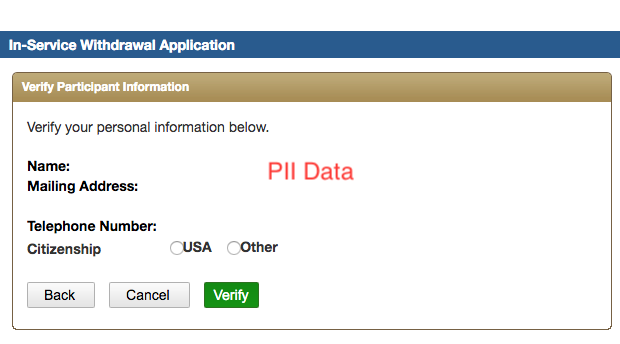 In-Service Withdrawal Application
Verify Participant Information
Verify your personal information below.
Name:
PII Data
Mailing Address:
Telephone Number:
Citizenship USA Other
Back Cancel Verify